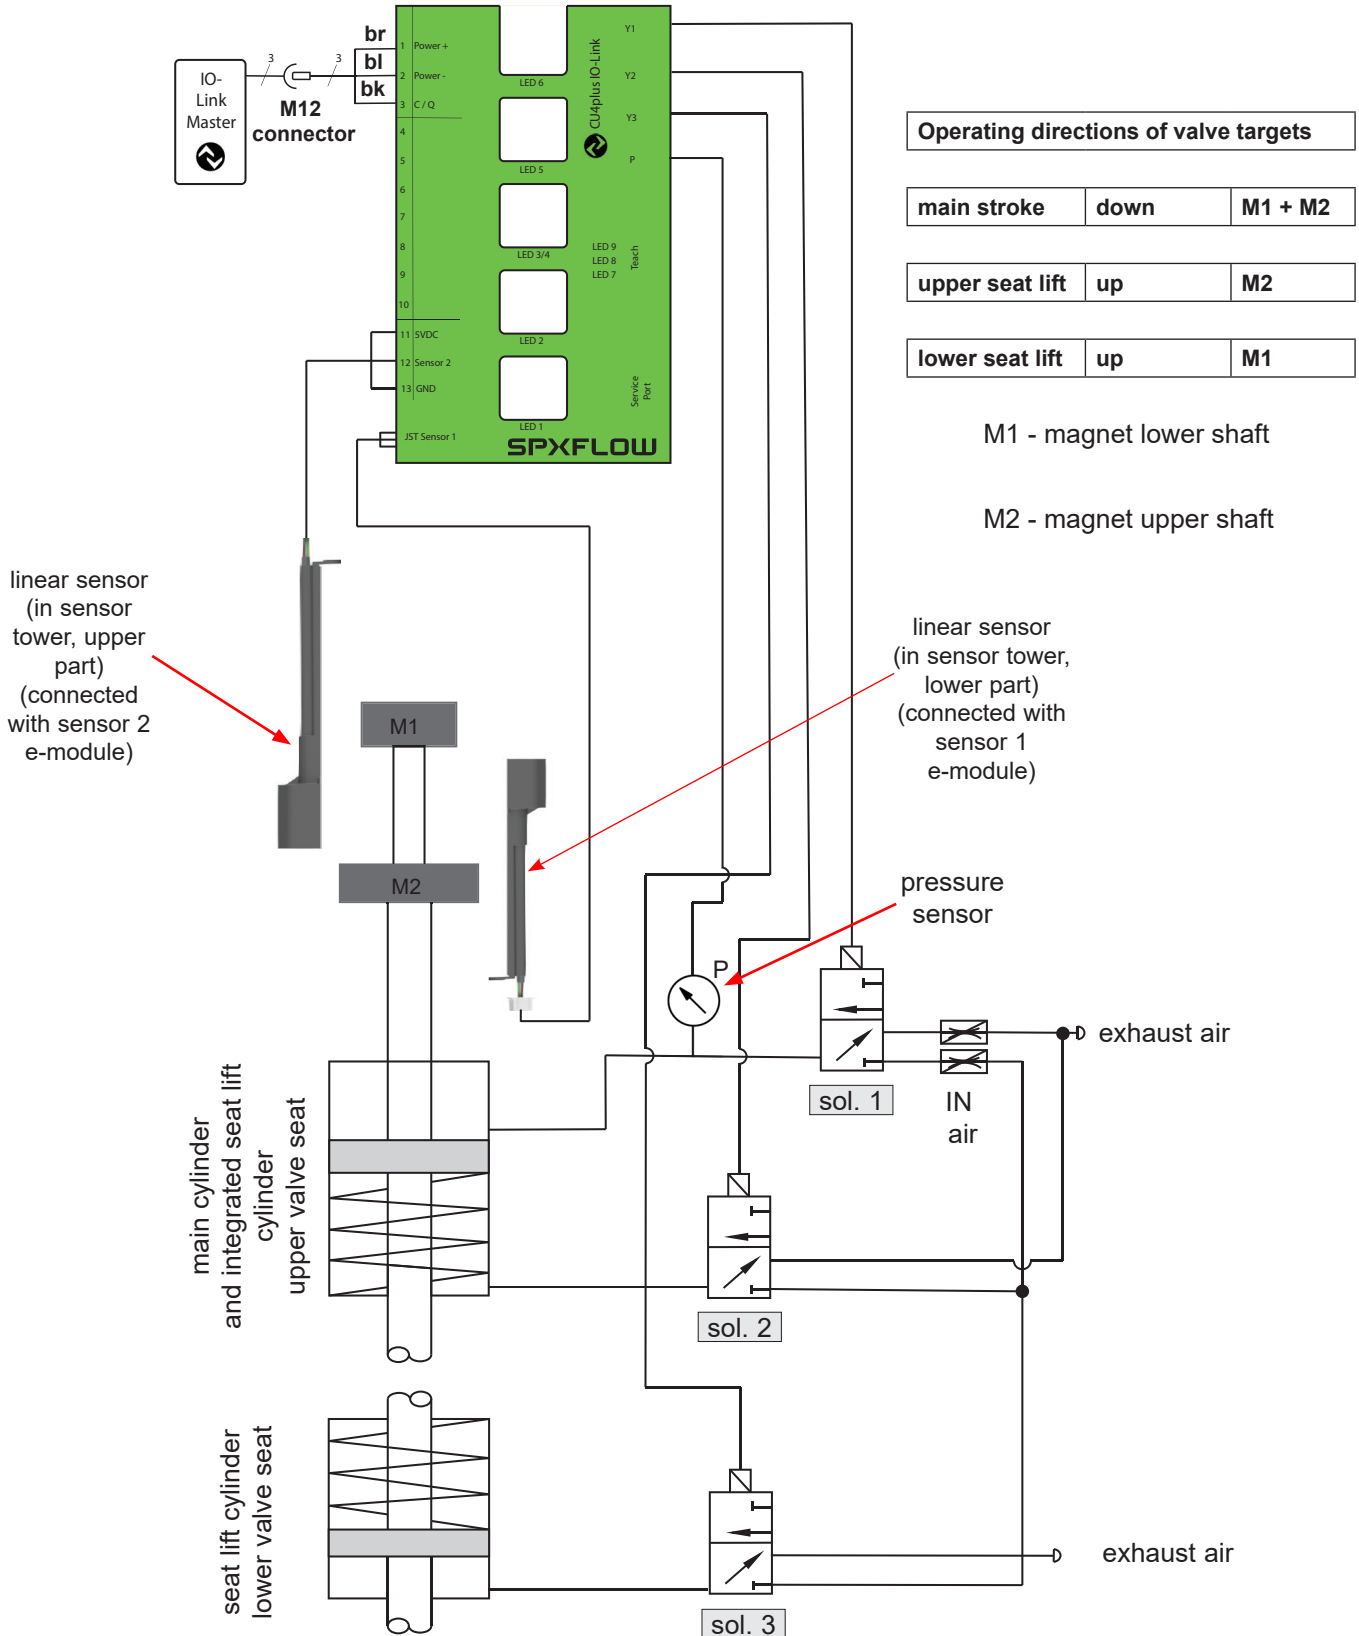 br
bl
bk
3
3
IO-
Link
Master
M12
connector
1 Power +
2 Power -
3 C / Q
4
5
6
7
8
9
10
11 5VDC
12 Sensor 2
13 GND
JST Sensor 1
LED 6
LED 5
LED 3/4
LED 2
LED 1
CU4plus IO-Link
Y1
Y2
Y3
P
LED 9
LED 8
LED 7
Teach
Service
Port
SPXFLOW
Operating directions of valve targets
main stroke down M1 + M2
upper seat lift up M2
lower seat lift up M1
M1 - magnet lower shaft
M2 - magnet upper shaft
linear sensor
(in sensor
tower, upper
part)
(connected
with sensor 2
e-module)
linear sensor
(in sensor tower,
lower part)
(connected with
sensor 1
e-module)
M1
M2
pressure
sensor
P
exhaust air
sol. 1
IN
air
main cylinder
and integrated seat lift
cylinder
upper valve seat
sol. 2
seat lift cylinder
lower valve seat
exhaust air
sol. 3